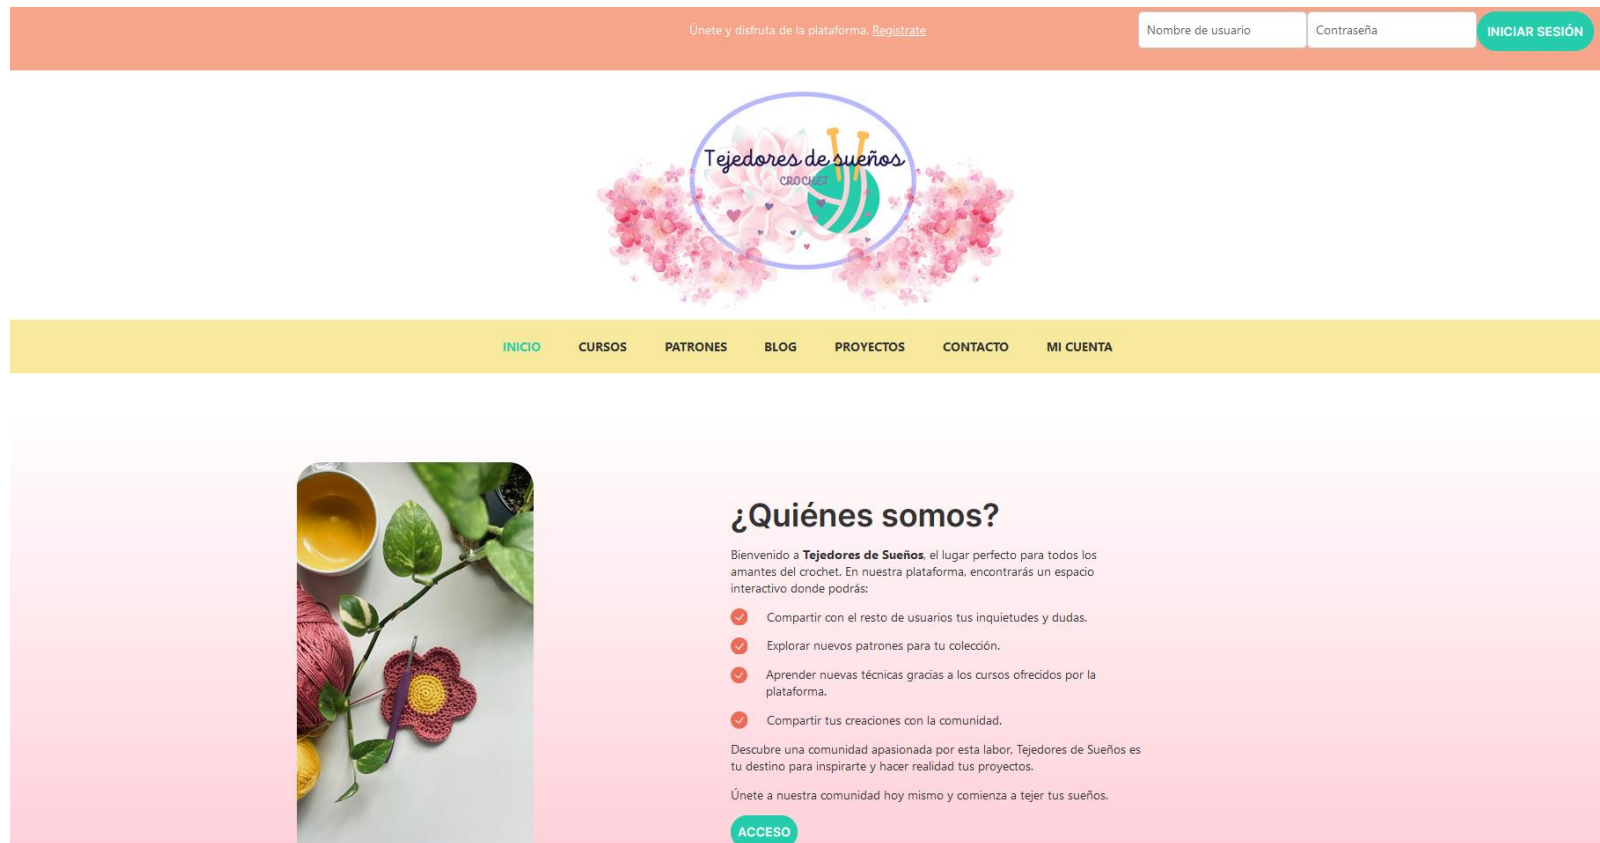 Únete y disfruta de la plataforma. Registrate
Nombre de usuario
Contraseña
INICIAR SESIÓN
Tejedores de sueños
CROCHET
INICIO
CURSOS
PATRONES
BLOG
PROYECTOS
CONTACTO
MI CUENTA
¿Quiénes somos?
Bienvenido a Tejedores de Sueños, el lugar perfecto para todos los
amantes del crochet. En nuestra plataforma, encontrarás un espacio
interactivo donde podrás:
Compartir con el resto de usuarios tus inquietudes y dudas.
Explorar nuevos patrones para tu colección.
Aprender nuevas técnicas gracias a los cursos ofrecidos por la
plataforma.
Compartir tus creaciones con la comunidad.
Descubre una comunidad apasionada por esta labor, Tejedores de Sueños es
tu destino para inspirarte y hacer realidad tus proyectos.
Únete a nuestra comunidad hoy mismo y comienza a tejer tus sueños.
ACCESO